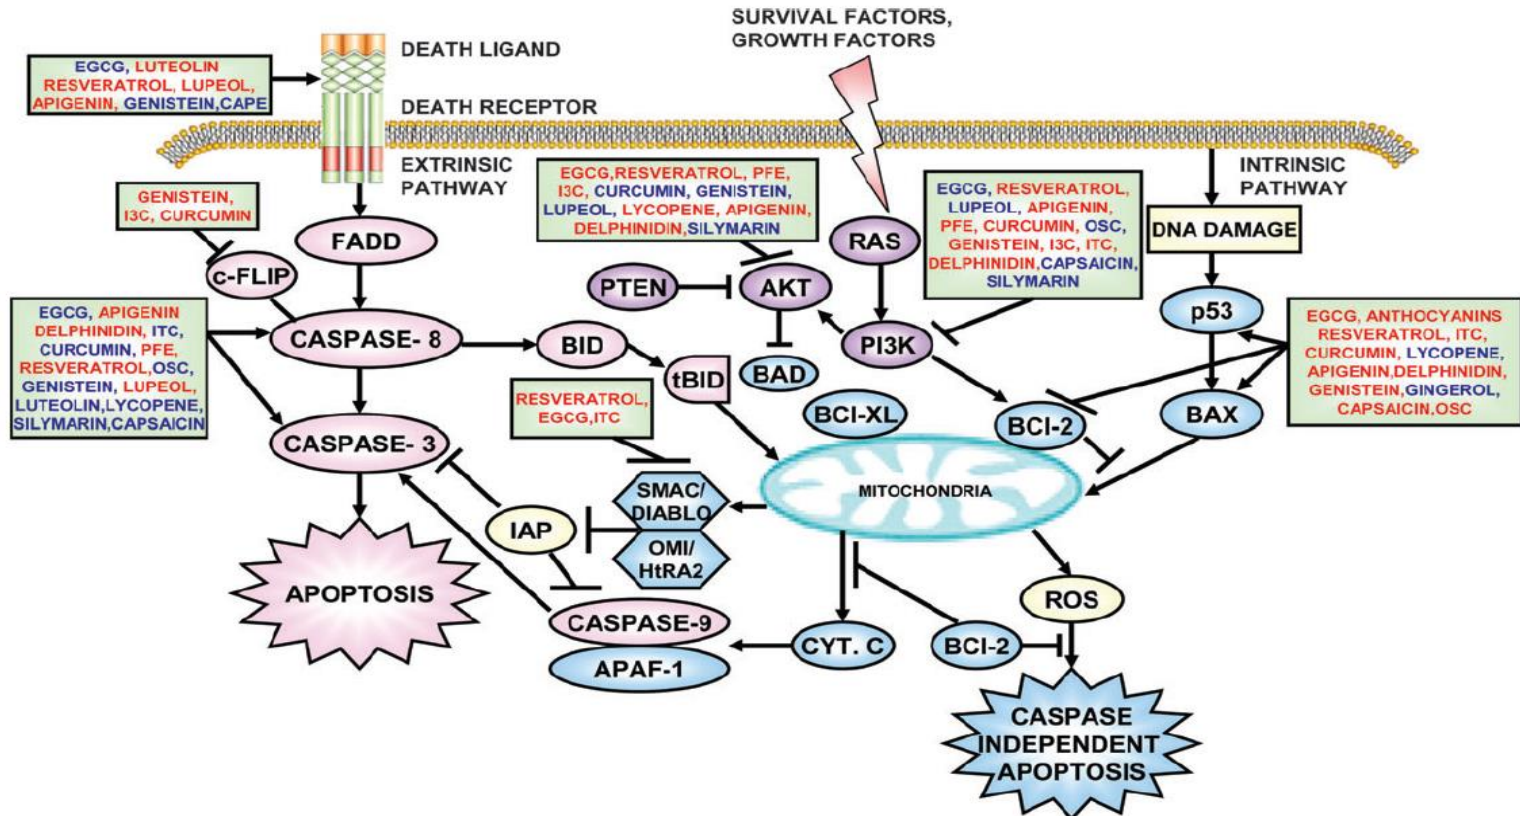 SURVIVAL FACTORS,
GROWTH FACTORS
DEATH LIGAND
EGCG, LUTEOLIN
RESVERATROL, LUPEOL,
APIGENIN, GENISTEIN,CAPE
DEATH RECEPTOR
EXTRINSIC
PATHWAY
INTRINSIC
PATHWAY
GENISTEIN,
I3C, CURCUMIN
EGCG,RESVERATROL, PFE,
I3C, CURCUMIN, GENISTEIN,
LUPEOL, LYCOPENE, APIGENIN,
DELPHINIDIN,SILYMARIN
EGCG, RESVERATROL,
LUPEOL, APIGENIN,
PFE, CURCUMIN, OSC,
GENISTEIN, I3C, ITC,
DELPHINIDIN,CAPSAICIN,
SILYMARIN
DNA DAMAGE
FADD
RAS
c-FLIP
PTEN
AKT
p53
EGCG, APIGENIN
DELPHINIDIN, ITC,
CURCUMIN, PFE,
RESVERATROL,OSC,
GENISTEIN, LUPEOL,
LUTEOLIN,LYCOPENE,
SILYMARIN,CAPSAICIN
EGCG, ANTHOCYANINS
RESVERATROL, ITC,
CURCUMIN, LYCOPENE,
APIGENIN,DELPHINIDIN,
GENISTEIN,GINGEROL,
CAPSAICIN,OSC
CASPASE- 8
BID
PI3K
tBID
BAD
RESVERATROL,
EGCG,ITC
BCI-XL
BCI-2
BAX
CASPASE- 3
MITOCHONDRIA
SMAC/
DIABLO
IAP
OMI/
HtRA2
APOPTOSIS
ROS
CASPASE-9
APAF-1
CYT. C
BCI-2
CASPASE
INDEPENDENT
APOPTOSIS